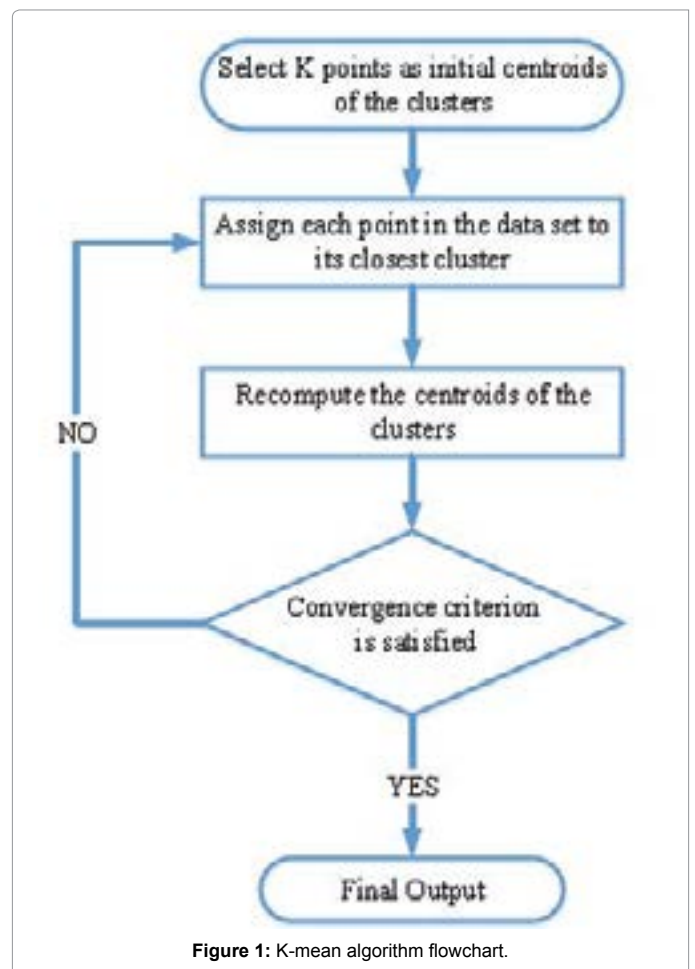 Select K points as initial centroids
of the clusters
Assign each point in the data set to
its closest cluster
Recompute the centroids of the
clusters
NO
Convergence criterion
is satisfied
YES
Final Output
Figure 1: K-mean algorithm flowchart.